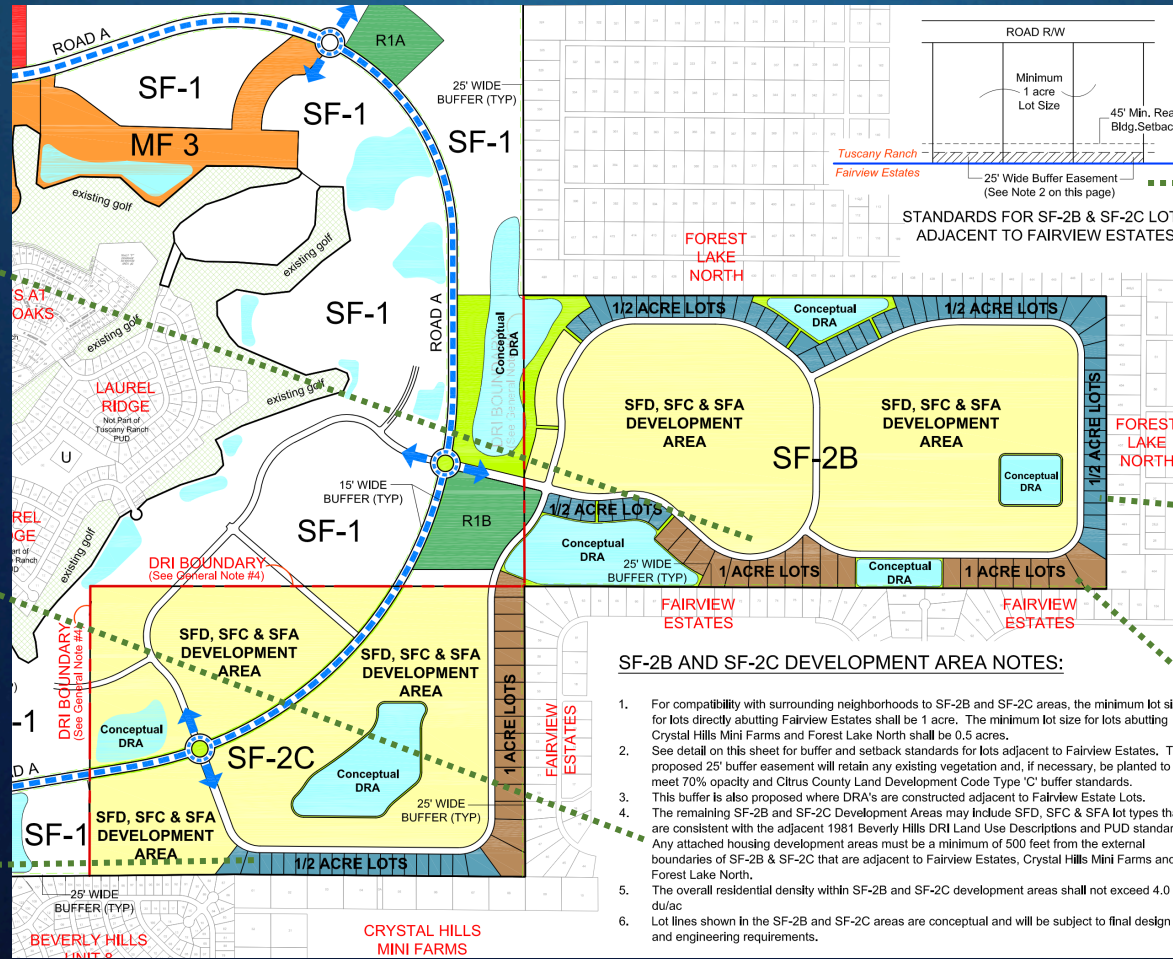 ROAD A
SF-1
R1A
SF-1
25' WIDE
BUFFER (TYP)
SF-1
MF 3
existing golf
existing golf
SF-1
ROAD A
existing golf
existing golf
S AT
OAKS
LAUREL
RIDGE
Not Part of
Tuscany Ranch
PUD
U
REL
GE
art of
Ranch
UD
existing golf
15' WIDE
BUFFER (TYP)
SF-1
R1B
DRI BOUNDARY
(See General Note #4)
DRI BOUNDARY
(See General Note #4)
Conceptual
DRA
DRI BOUNDARY
(See General Note
ROAD R/W
Minimum
1 acre
Lot Size
45' Min. Rea
Bldg.Setbac
Tuscany Ranch
Fairview Estates
25' Wide Buffer Easement
(See Note 2 on this page)
STANDARDS FOR SF-2B & SF-2C LOT
ADJACENT TO FAIRVIEW ESTATES
FOREST
LAKE
NORTH
1/2 ACRE LOTS
Conceptual
DRA
1/2 ACRE LOTS
SFD, SFC & SFA
DEVELOPMENT
AREA
SFD, SFC & SFA
DEVELOPMENT
AREA
SF-2B
1/2 ACRE LOTS
FOREST
LAKE
NORTH
Conceptual
DRA
1/2 ACRE LOTS
Conceptual
DRA
25' WIDE
BUFFER (TYP)
1 ACRE LOTS
Conceptual
DRA
1 ACRE LOTS
FAIRVIEW
ESTATES
FAIRVIEW
ESTATES
SFD, SFC & SFA
DEVELOPMENT
AREA
SFD, SFC & SFA
DEVELOPMENT
AREA
-1
Conceptual
DRA
D A
SF-2C
Conceptual
DRA
1 ACRE LOTS
FAIRVIEW
ESTATES
25' WIDE
BUFFER (TYP)
SF-1
SFD, SFC & SFA
DEVELOPMENT
AREA
1/2 ACRE LOTS
25' WIDE
BUFFER (TYP)
BEVERLY HILLS
UNIT 8
CRYSTAL HILLS
MINI FARMS
SF-2B AND SF-2C DEVELOPMENT AREA NOTES:
1. For compatibility with surrounding neighborhoods to SF-2B and SF-2C areas, the minimum lot si
for lots directly abutting Fairview Estates shall be 1 acre. The minimum lot size for lots abutting
Crystal Hills Mini Farms and Forest Lake North shall be 0.5 acres.
2. See detail on this sheet for buffer and setback standards for lots adjacent to Fairview Estates. T
proposed 25' buffer easement will retain any existing vegetation and, if necessary, be planted to
meet 70% opacity and Citrus County Land Development Code Type 'C' buffer standards.
3. This buffer is also proposed where DRA's are constructed adjacent to Fairview Estate Lots.
4. The remaining SF-2B and SF-2C Development Areas may include SFD, SFC & SFA lot types tha
are consistent with the adjacent 1981 Beverly Hills DRI Land Use Descriptions and PUD standar
Any attached housing development areas must be a minimum of 500 feet from the external
boundaries of SF-2B & SF-2C that are adjacent to Fairview Estates, Crystal Hills Mini Farms and
Forest Lake North.
5. The overall residential density within SF-2B and SF-2C development areas shall not exceed 4.0
du/ac
6. Lot lines shown in the SF-2B and SF-2C areas are conceptual and will be subject to final design
and engineering requirements.